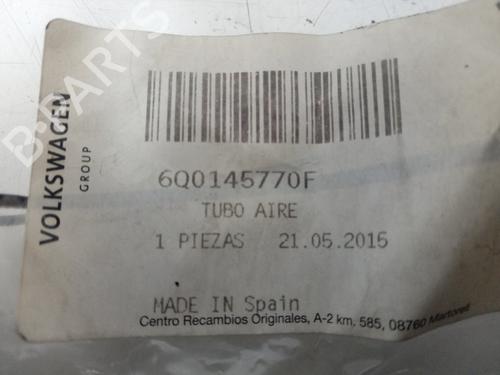 B-PARTS
VOLKSWAGEN
GROUP
6Q0145770F
TUBO AIRE
1 PIEZAS 21.05.2015
MADE IN Spain
Centro Recambios Originales, A-2 km, 585, 08760 Martorell